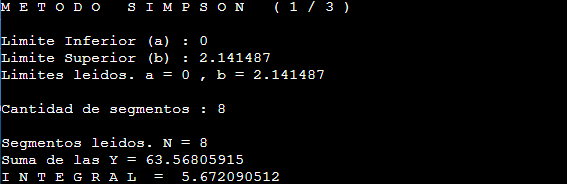 M E T O D O   S I M P S O N   ( 1 / 3 )
Limite Inferior (a) : 0
Limite Superior (b) : 2.141487
Limites leidos. a = 0 , b = 2.141487
Cantidad de segmentos : 8
Segmentos leidos. N = 8
Suma de las Y = 63.56805915
I N T E G R A L  =  5.672090512